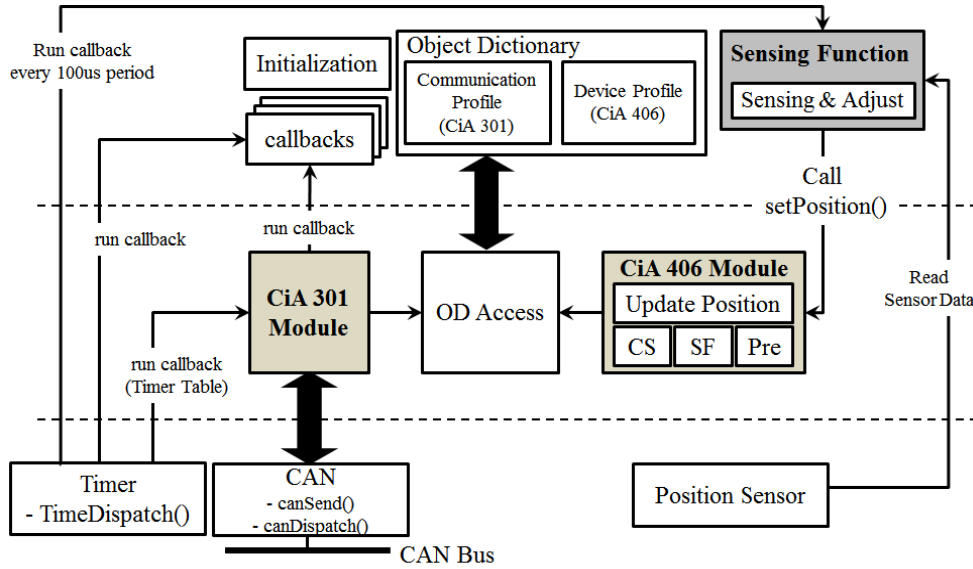 Run callback
every 100us period
Initialization
callbacks
Object Dictionary
Communication
Profile
(CiA 301)
Device Profile
(CiA 406)
Sensing Function
Sensing & Adjust
Call
setPosition()
run callback
run callback
CiA 301
Module
OD Access
CiA 406 Module
Update Position
CS
SF
Pre
Read
Sensor Data
run callback
(Timer Table)
Timer
- TimeDispatch()
CAN
- canSend()
- canDispatch()
CAN Bus
Position Sensor